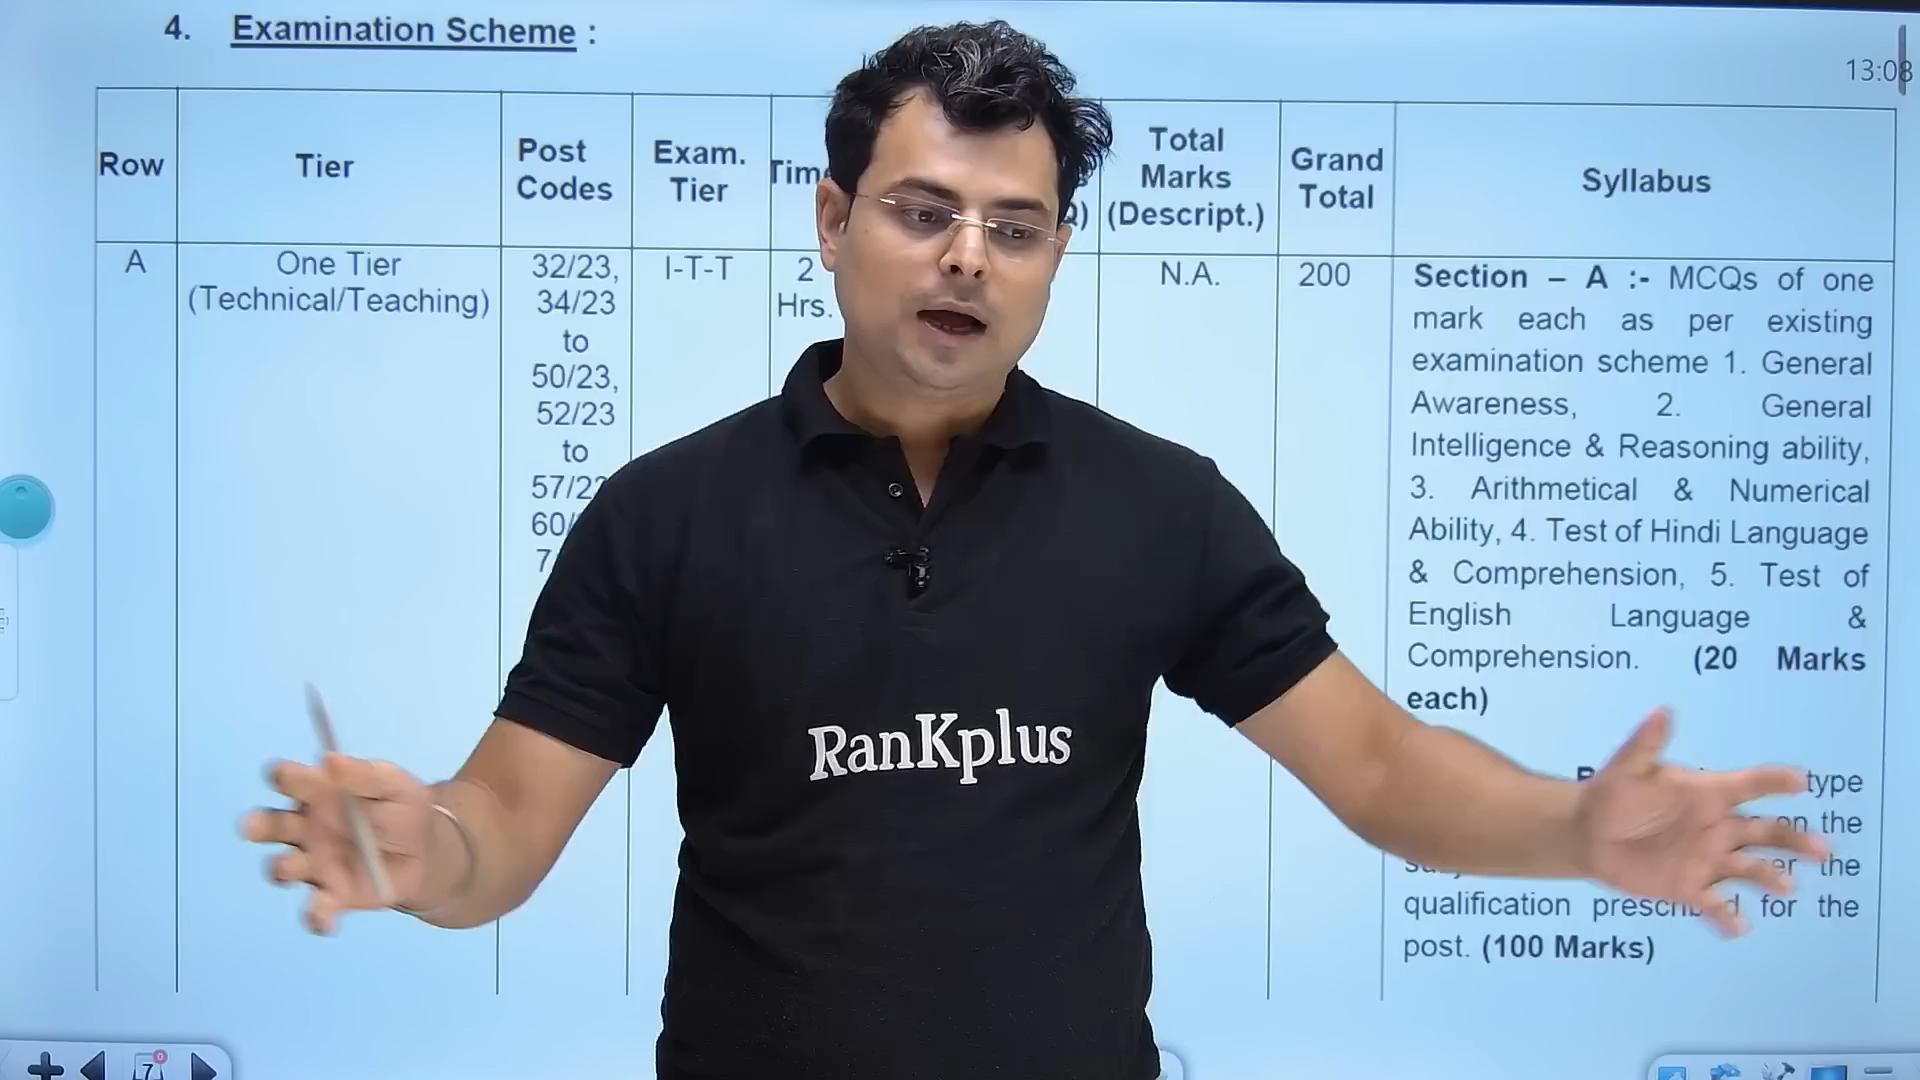 4. Examination Scheme :
13:08
Row
Tier
Post
Codes
Exam.
Tier
Time
Total
Marks
(Descript.)
Grand
Total
Syllabus
A
One Tier
(Technical/Teaching)
32/23,
34/23
to
50/23,
52/23
to
I-T-T
2
Hrs.
N.A.
200
Section – A :- MCQs of one
mark each as per existing
examination scheme 1. General
Awareness, 2. General
Intelligence & Reasoning ability,
3. Arithmetical & Numerical
Ability, 4. Test of Hindi Language
& Comprehension, 5. Test of
English Language &
Comprehension. (20 Marks
each)
type
on the
the
qualification for the
post. (100 Marks)
RanKplus
7
0